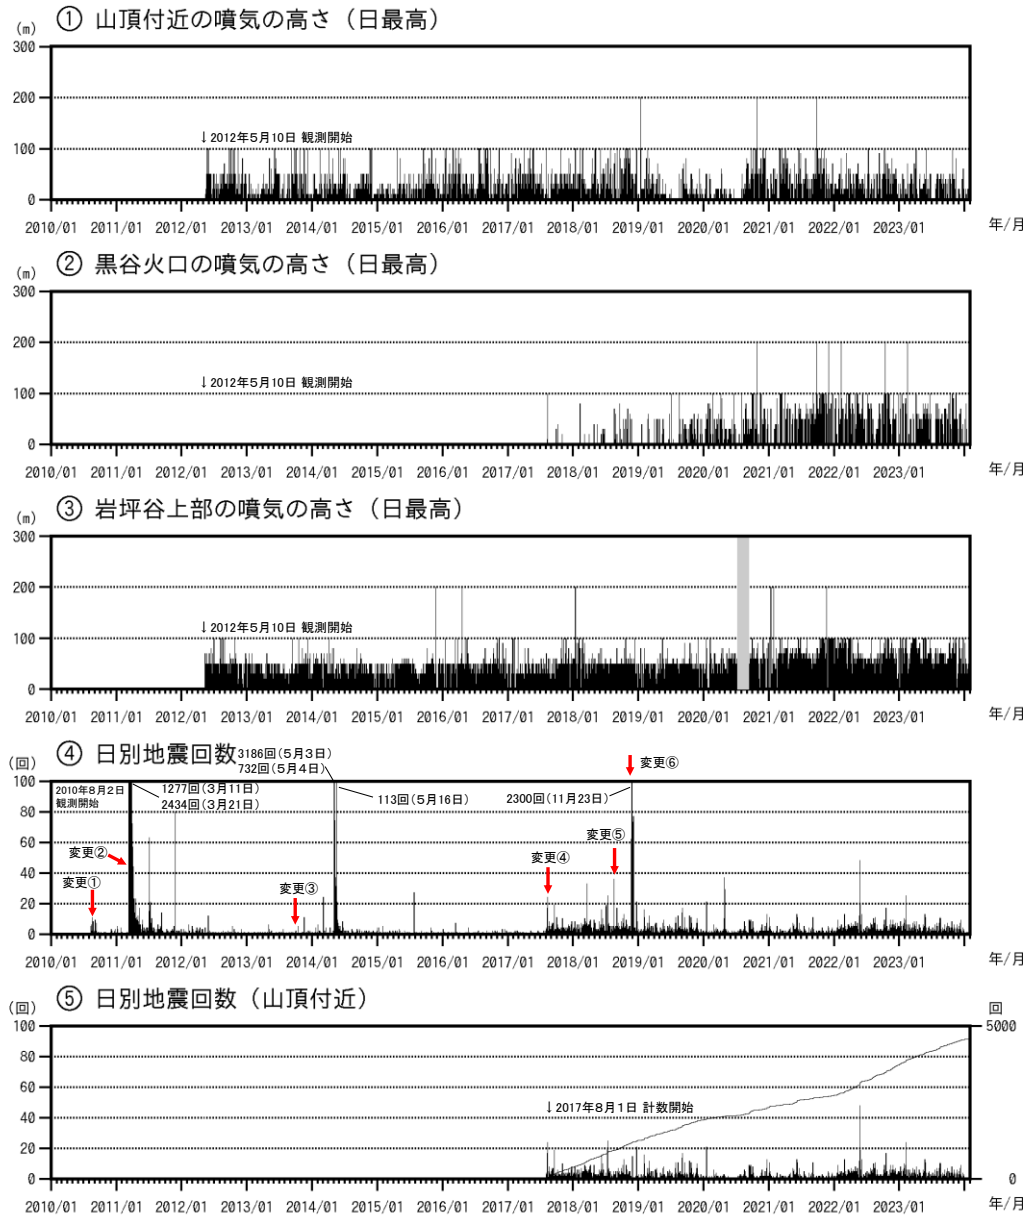 ① 山頂付近の噴気の高さ（日最高）
(m)
300
200
↓2012年5月10日 観測開始
100
0
2010/01 2011/01 2012/01 2013/01 2014/01 2015/01 2016/01 2017/01 2018/01 2019/01 2020/01 2021/01 2022/01 2023/01
年/月
② 黒谷火口の噴気の高さ（日最高）
(m)
300
200
↓2012年5月10日 観測開始
100
0
2010/01 2011/01 2012/01 2013/01 2014/01 2015/01 2016/01 2017/01 2018/01 2019/01 2020/01 2021/01 2022/01 2023/01
年/月
③ 岩坪谷上部の噴気の高さ（日最高）
(m)
300
200
↓2012年5月10日 観測開始
100
0
2010/01 2011/01 2012/01 2013/01 2014/01 2015/01 2016/01 2017/01 2018/01 2019/01 2020/01 2021/01 2022/01 2023/01
年/月
④ 日別地震回数
3186回(5月3日)
732回(5月4日)
(回)
変更⑥
100
2010年8月2日
観測開始
1277回(3月11日)
2434回(3月21日)
113回(5月16日)
2300回(11月23日)
80
変更⑤
60
変更②
変更④
40
変更①
変更③
20
0
2010/01 2011/01 2012/01 2013/01 2014/01 2015/01 2016/01 2017/01 2018/01 2019/01 2020/01 2021/01 2022/01 2023/01
年/月
⑤ 日別地震回数（山頂付近）
(回)
回
100
5000
80
60
↓2017年8月1日 計数開始
40
20
0
0
2010/01 2011/01 2012/01 2013/01 2014/01 2015/01 2016/01 2017/01 2018/01 2019/01 2020/01 2021/01 2022/01 2023/01
年/月